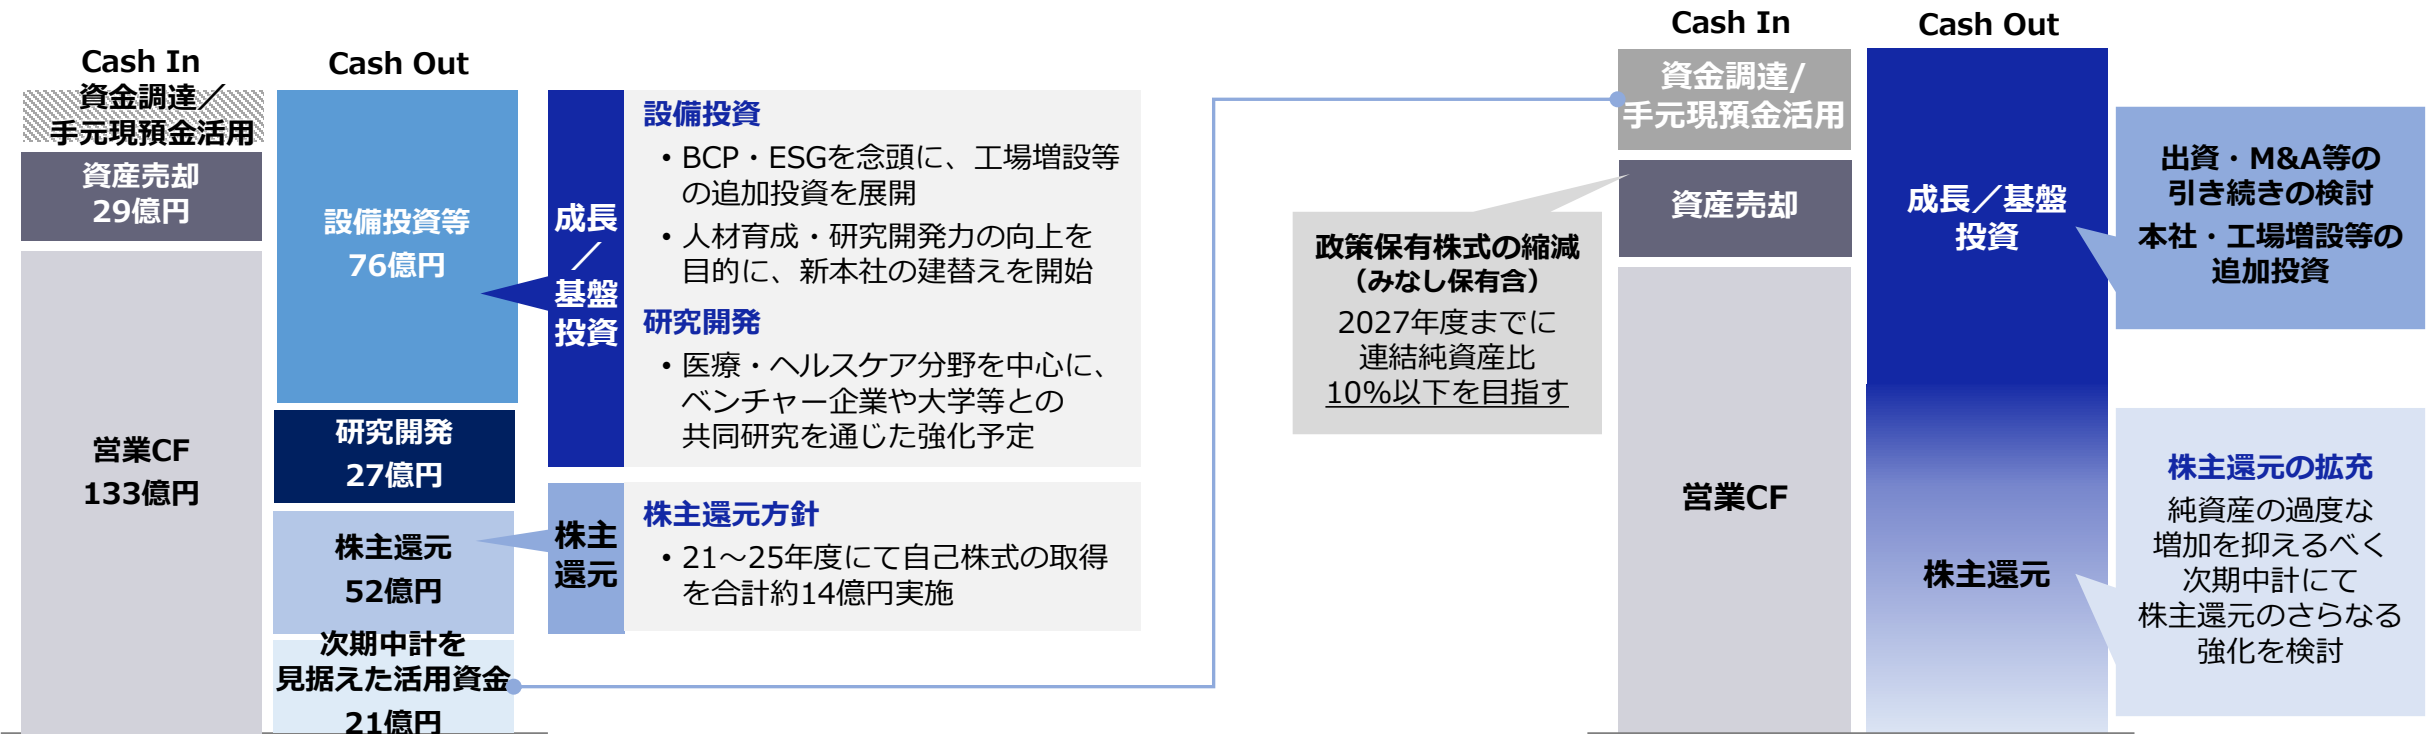 Cash In
資金調達／
手元現預金活用
資産売却
29億円
営業CF
133億円
Cash Out
設備投資等
76億円
研究開発
27億円
株主還元
52億円
次期中計を
見据えた活用資金
21億円
成長
／
基盤
投資
設備投資
・BCP・ESGを念頭に、工場増設等
の追加投資を展開
・人材育成・研究開発力の向上を
目的に、新本社の建替えを開始
研究開発
・医療・ヘルスケア分野を中心に、
ベンチャー企業や大学等との
共同研究を通じた強化予定
株主
還元
株主還元方針
・21～25年度にて自己株式の取得
を合計約14億円実施
Cash In
資金調達/
手元現預金活用
資産売却
営業CF
政策保有株式の縮減
（みなし保有含）
2027年度までに
連結純資産比
10%以下を目指す
Cash Out
成長／基盤
投資
株主還元
出資・M&A等の
引き続きの検討
本社・工場増設等の
追加投資
株主還元の拡充
純資産の過度な
増加を抑えるべく
次期中計にて
株主還元のさらなる
強化を検討